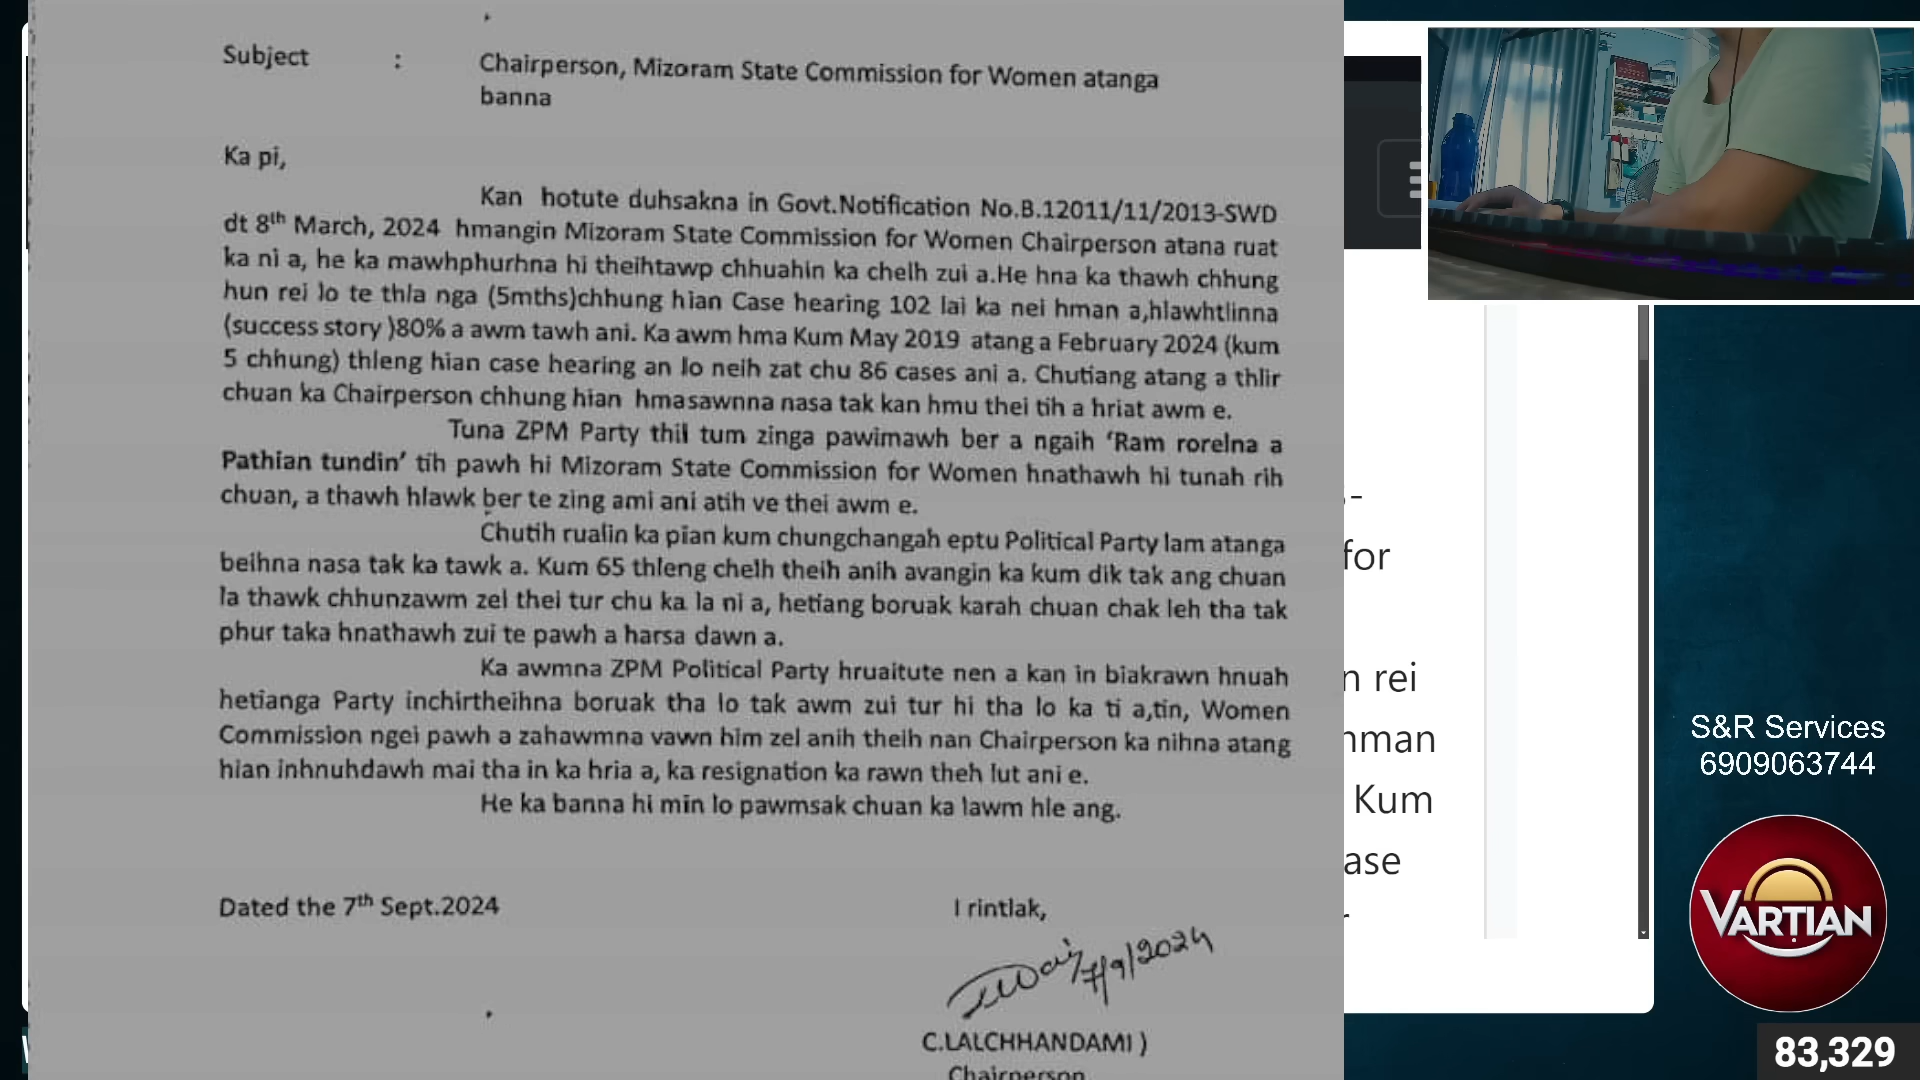 Subject : Chairperson, Mizoram State Commission for Women atanga
banna
Ka pi,
Kan hotute duhsakna in Govt.Notification No.B.12011/11/2013-SWD
dt 8th March, 2024 hmangin Mizoram State Commission for Women Chairperson atana ruat
ka ni a, he ka mawhphurhna hi theihtawp chhuahin ka chelh zui a.He hna ka thawh chhung
hun rei lo te thla nga (5mths)chhung hian Case hearing 102 lai ka nei hman a,hlawhtlinna
(success story )80% a awm tawh ani. Ka awm hma Kum May 2019 atang a February 2024 (kum
5 chhung) thleng hian case hearing an lo neih zat chu 86 cases ani a. Chutiang atang a thlir
chuan ka Chairperson chhung hian hmasawnna nasa tak kan hmu thei tih a hriat awm e.
Tuna ZPM Party thil tum zinga pawimawh ber a ngaih ‘Ram rorelna a
Pathian tundin’ tih pawh hi Mizoram State Commission for Women hnathawh hi tunah rih
chuan, a thawh hlawk ber te zing ami ani atih ve thei awm e.
Chutih rualin ka pian kum chungchangah eptu Political Party lam atanga
beihna nasa tak ka tawk a. Kum 65 thleng chelh theih anih avangin ka kum dik tak ang chuan
la thawk chhunzawm zel thei tur chu ka la ni a, hetiang boruak karah chuan chak leh tha tak
phur taka hnathawh zui te pawh a harsa dawn a.
Ka awmna ZPM Political Party hruaitute nen a kan in biakrawn hnuah
hetianga Party inchirtheihna boruak tha lo tak awm zui tur hi tha lo ka ti a,tin, Women
Commission ngei pawh a zahawmna vawn him zel anih theih nan Chairperson ka nihna atang
hian inhnuhdawh mai tha in ka hria a, ka resignation ka rawn theh lut ani e.
He ka banna hi min lo pawmsak chuan ka lawm hle ang.
Dated the 7th Sept.2024
I rintlak,
7/9/2024
C.LALCHHANDAMI )
Chairperson
for
n rei
hman
Kum
ase
S&R Services
6909063744
VARTIAN
83,329